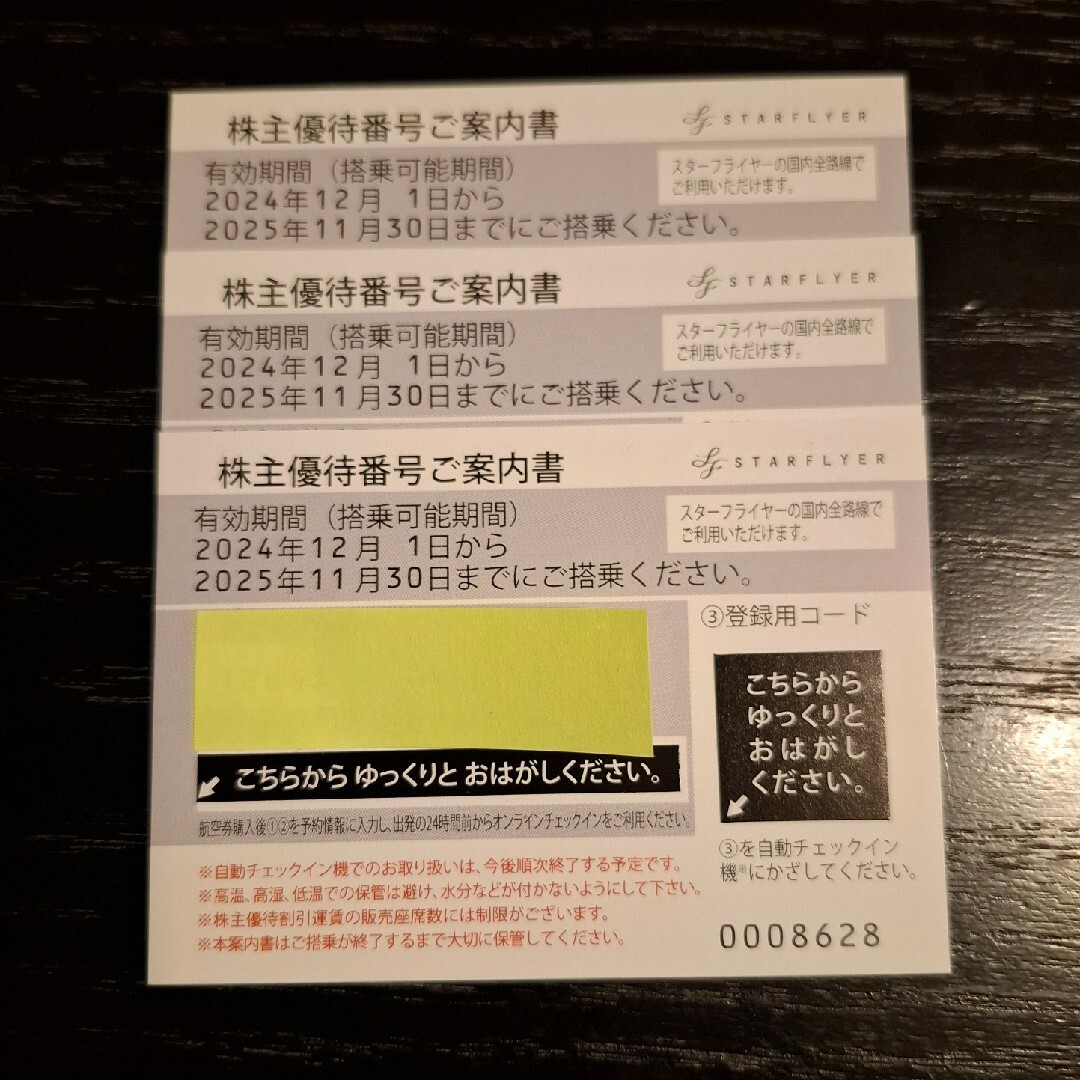 株主優待番号ご案内書
STARFLYER
有効期間（搭乗可能期間）
2024年12月 1日から
2025年11月30日までにご搭乗ください。
スターフライヤーの国内全路線で
ご利用いただけます。
株主優待番号ご案内書
STARFLYER
有効期間（搭乗可能期間）
2024年12月 1日から
2025年11月30日までにご搭乗ください。
スターフライヤーの国内全路線で
ご利用いただけます。
株主優待番号ご案内書
STARFLYER
有効期間（搭乗可能期間）
2024年12月 1日から
2025年11月30日までにご搭乗ください。
スターフライヤーの国内全路線で
ご利用いただけます。
こちらから ゆっくりと おはがしください。
航空券購入後①②を予約情報に入力し、出発の24時間前からオンラインチェックインをご利用ください。
③登録用コード
こちらから
ゆっくりと
おはがし
ください。
③を自動チェックイン
機※にかざしてください。
※自動チェックイン機でのお取り扱いは、今後順次終了する予定です。
※高温、高湿、低温での保管は避け、水分などが付かないようにして下さい。
※株主優待割引運賃の販売座席数には制限がございます。
※本案内書はご搭乗が終了するまで大切に保管してください。
0008628